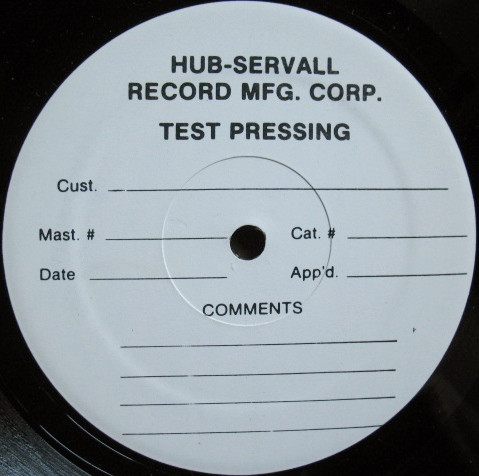 HUB-SERVALL
RECORD MFG. CORP.
TEST PRESSING
Cust.
Mast. # Cat. #
Date App'd.
COMMENTS